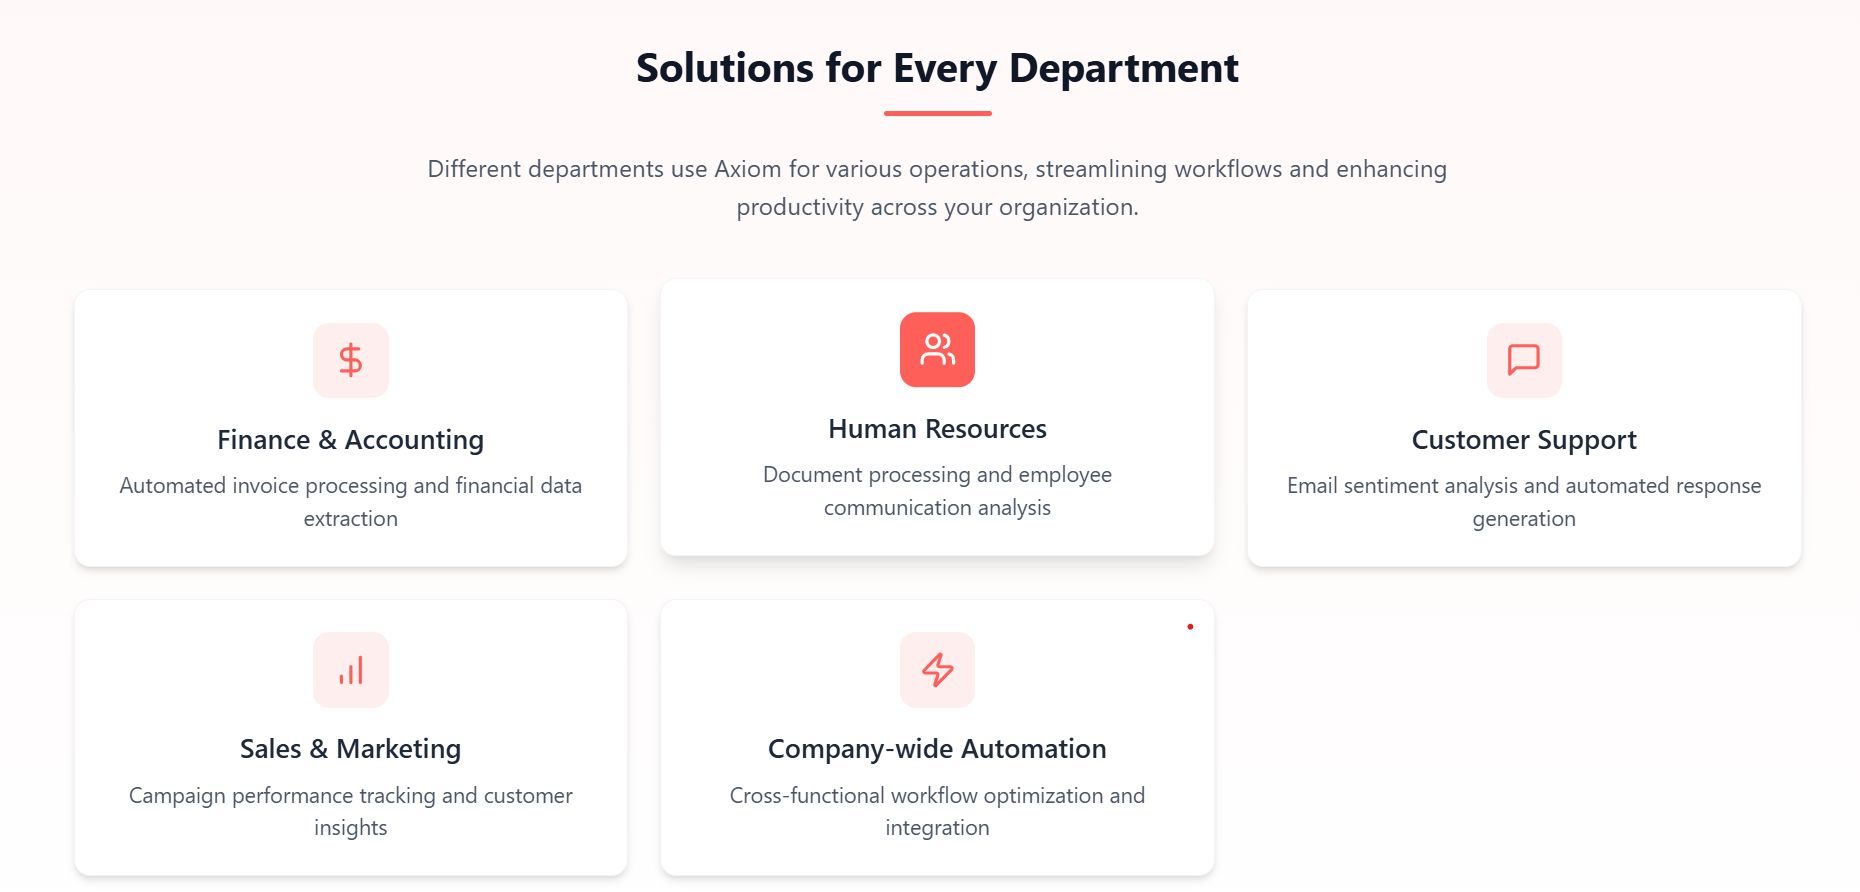 Solutions for Every Department
Different departments use Axiom for various operations, streamlining workflows and enhancing
productivity across your organization.
Finance & Accounting
Automated invoice processing and financial data
extraction
Human Resources
Document processing and employee
communication analysis
Customer Support
Email sentiment analysis and automated response
generation
Sales & Marketing
Campaign performance tracking and customer
insights
Company-wide Automation
Cross-functional workflow optimization and
integration